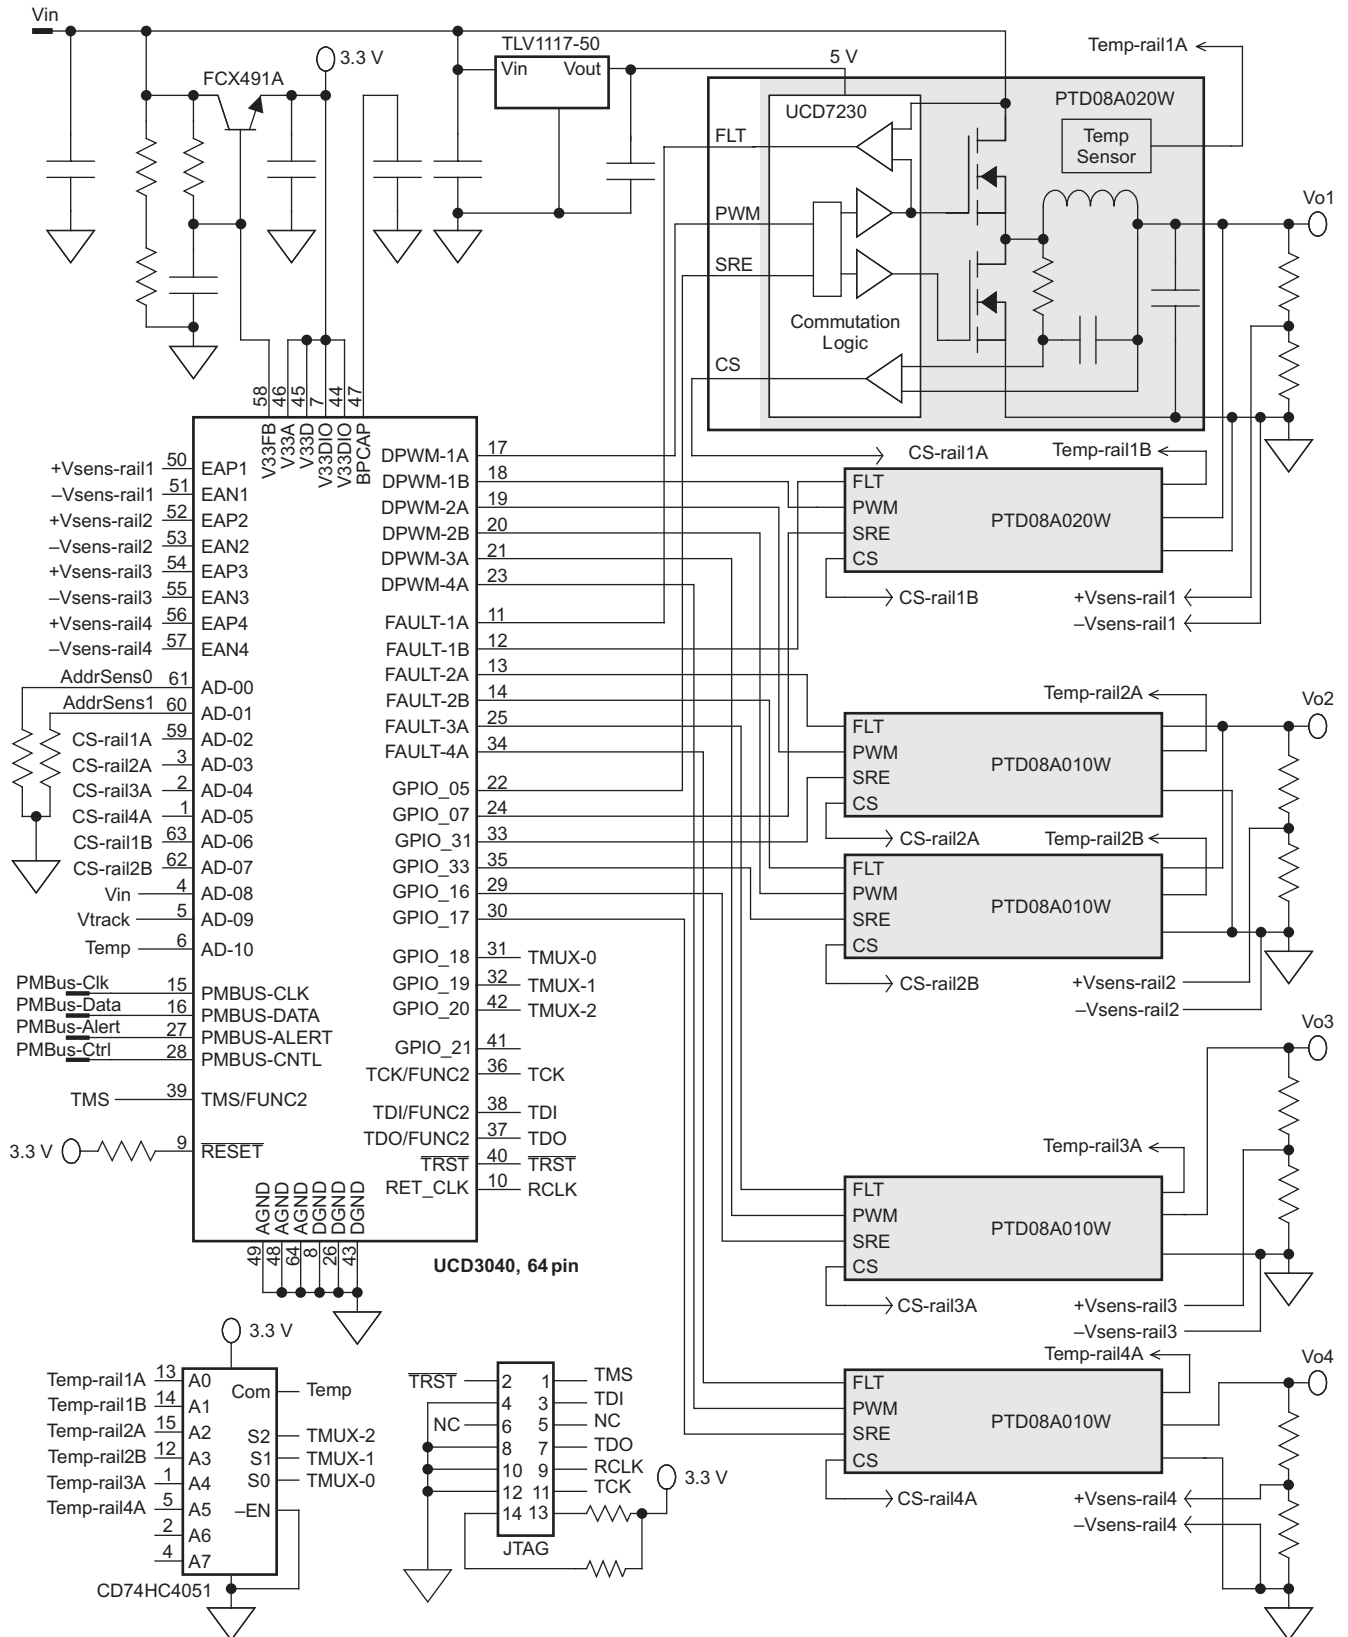 Vin
FCX491A
3.3 V
TLV1117-50
Vin Vout
5 V
Temp-rail1A
PTD08A020W
UCD7230
Temp
Sensor
FLT
PWM
SRE
CS
Commutation
Logic
Vo1
58 46 45 7 44 47
V33FB V33A V33D V33DIO V33DIO BPCAP
+Vsens-rail1 50 EAP1
–Vsens-rail1 51 EAN1
+Vsens-rail2 52 EAP2
–Vsens-rail2 53 EAN2
+Vsens-rail3 54 EAP3
–Vsens-rail3 55 EAN3
+Vsens-rail4 56 EAP4
–Vsens-rail4 57 EAN4
AddrSens0 61 AD-00
AddrSens1 60 AD-01
CS-rail1A 59 AD-02
CS-rail2A 3 AD-03
CS-rail3A 2 AD-04
CS-rail4A 1 AD-05
CS-rail1B 63 AD-06
CS-rail2B 62 AD-07
Vin 4 AD-08
Vtrack 5 AD-09
Temp 6 AD-10
PMBus-Clk 15 PMBUS-CLK
PMBus-Data 16 PMBUS-DATA
PMBus-Alert 27 PMBUS-ALERT
PMBus-Ctrl 28 PMBUS-CNTL
TMS 39 TMS/FUNC2
3.3 V 9 RESET
DPWM-1A 17
DPWM-1B 18
DPWM-2A 19
DPWM-2B 20
DPWM-3A 21
DPWM-4A 23
FAULT-1A 11
FAULT-1B 12
FAULT-2A 13
FAULT-2B 14
FAULT-3A 25
FAULT-4A 34
GPIO_05 22
GPIO_07 24
GPIO_31 33
GPIO_33 35
GPIO_16 29
GPIO_17 30
GPIO_18 31 TMUX-0
GPIO_19 32 TMUX-1
GPIO_20 42 TMUX-2
GPIO_21 41
TCK/FUNC2 36 TCK
TDI/FUNC2 38 TDI
TDO/FUNC2 37 TDO
TRST 40 TRST
RET_CLK 10 RCLK
AGND AGND AGND DGND DGND DGND
49 48 64 8 26 43
UCD3040, 64 pin
CS-rail1A
Temp-rail1B
FLT
PWM
SRE
CS
PTD08A020W
CS-rail1B
+Vsens-rail1
–Vsens-rail1
Temp-rail2A
Vo2
FLT
PWM
SRE
CS
PTD08A010W
CS-rail2A
Temp-rail2B
FLT
PWM
SRE
CS
PTD08A010W
CS-rail2B
+Vsens-rail2
–Vsens-rail2
Vo3
Temp-rail3A
FLT
PWM
SRE
CS
PTD08A010W
CS-rail3A
+Vsens-rail3
–Vsens-rail3
Temp-rail4A
Vo4
FLT
PWM
SRE
CS
PTD08A010W
CS-rail4A
+Vsens-rail4
–Vsens-rail4
3.3 V
Temp-rail1A 13 A0
Temp-rail1B 14 A1
Temp-rail2A 15 A2
Temp-rail2B 12 A3
Temp-rail3A 1 A4
Temp-rail4A 5 A5
2 A6
4 A7
Com Temp
S2 TMUX-2
S1 TMUX-1
S0 TMUX-0
–EN
CD74HC4051
TRST 2 1 TMS
4 3 TDI
NC 6 5 NC
8 7 TDO
10 9 RCLK
12 11 TCK
14 13
3.3 V
JTAG